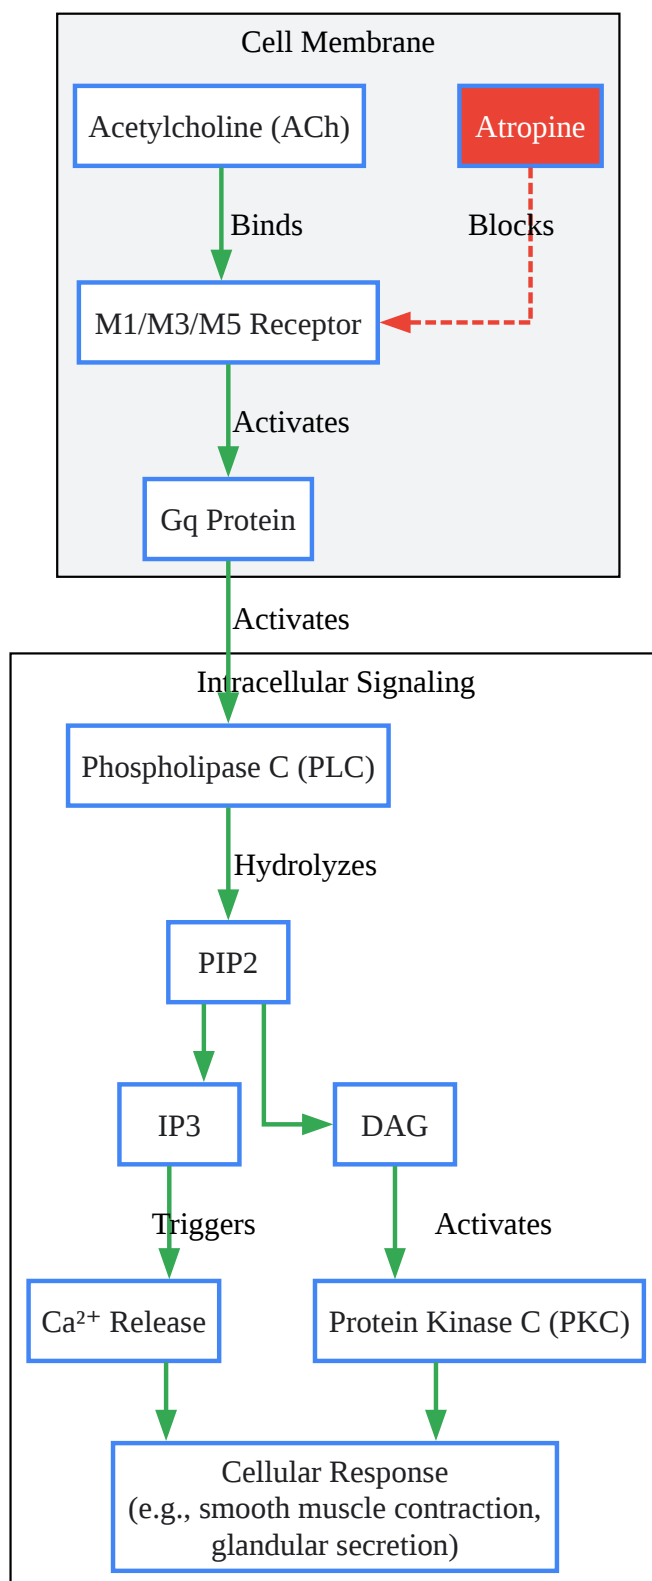 Cell Membrane
Acetylcholine (ACh)
Atropine
Binds
Blocks
M1/M3/M5 Receptor
Activates
Gq Protein
Activates
Intracellular Signaling
Phospholipase C (PLC)
Hydrolyzes
PIP2
IP3
DAG
Triggers
Activates
Ca²⁺ Release
Protein Kinase C (PKC)
Cellular Response
(e.g., smooth muscle contraction,
glandular secretion)